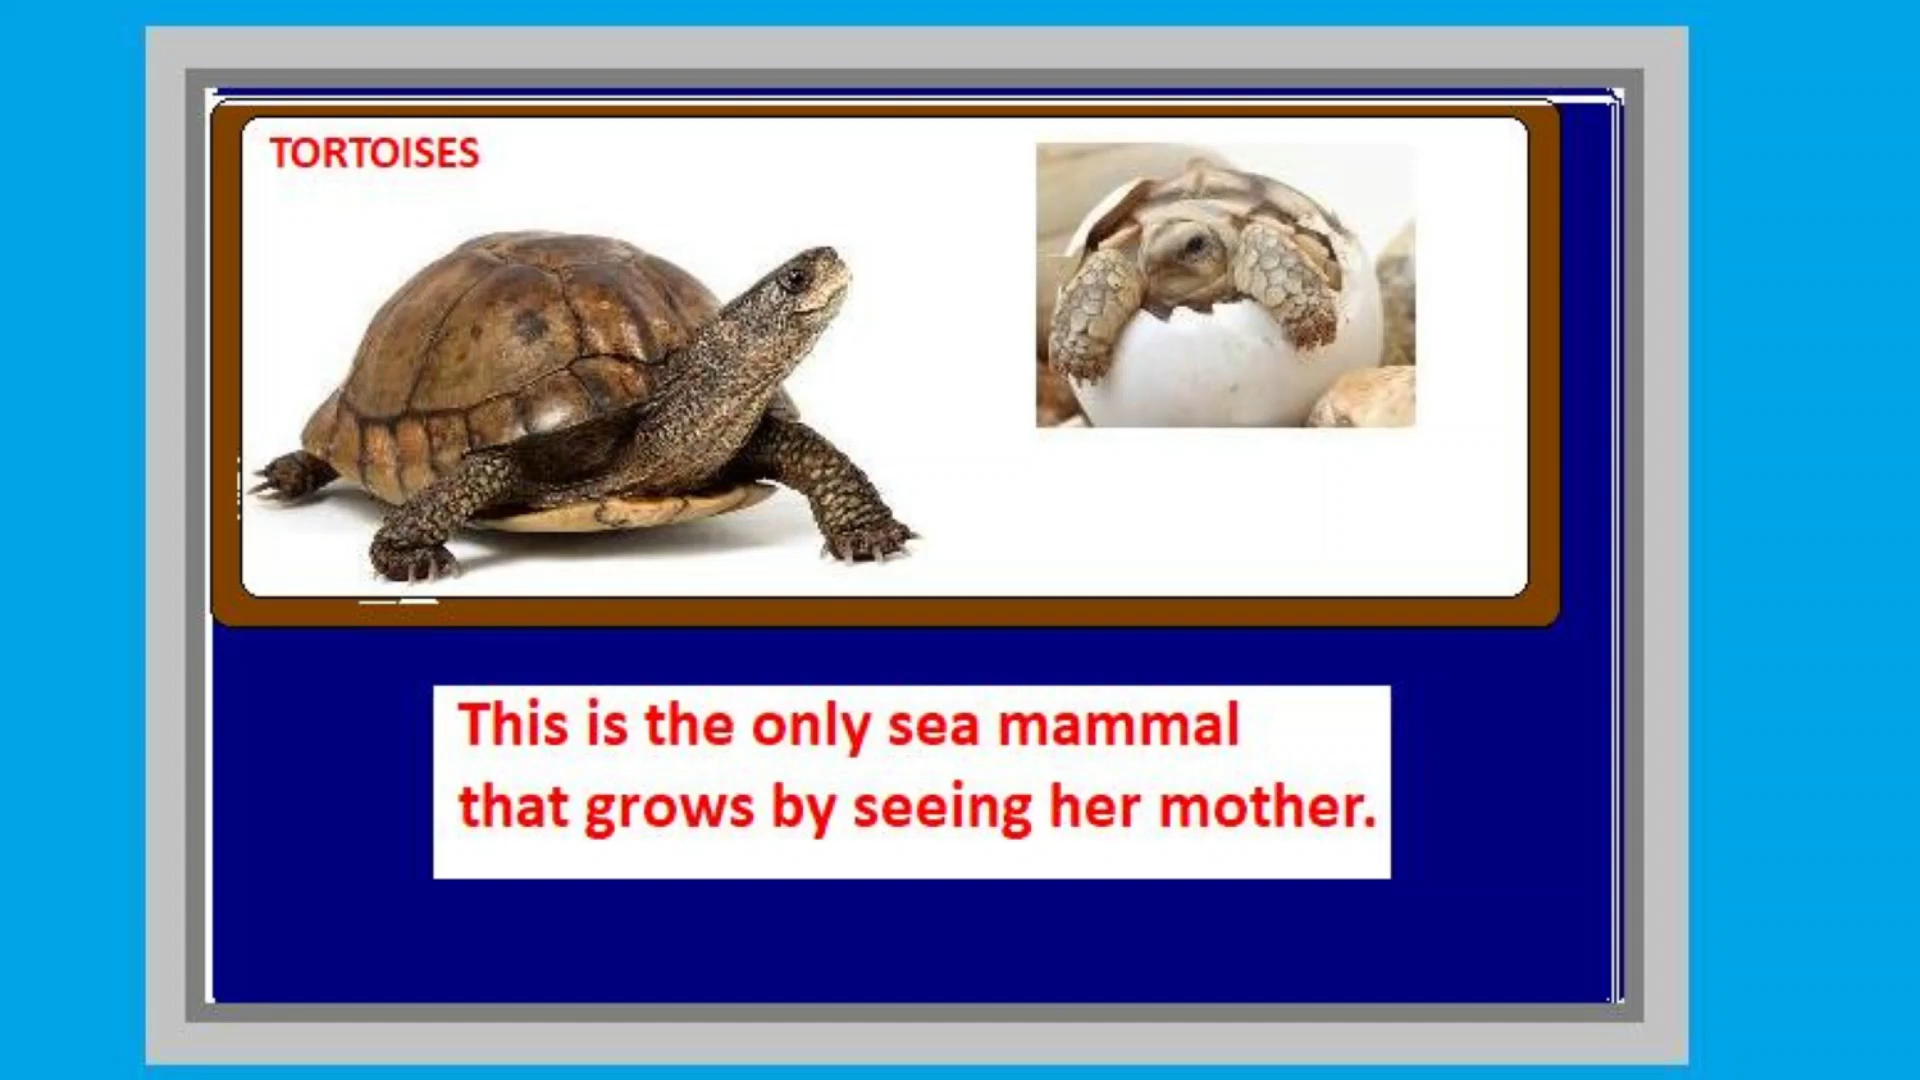 TORTOISES
This is the only sea mammal
that grows by seeing her mother.